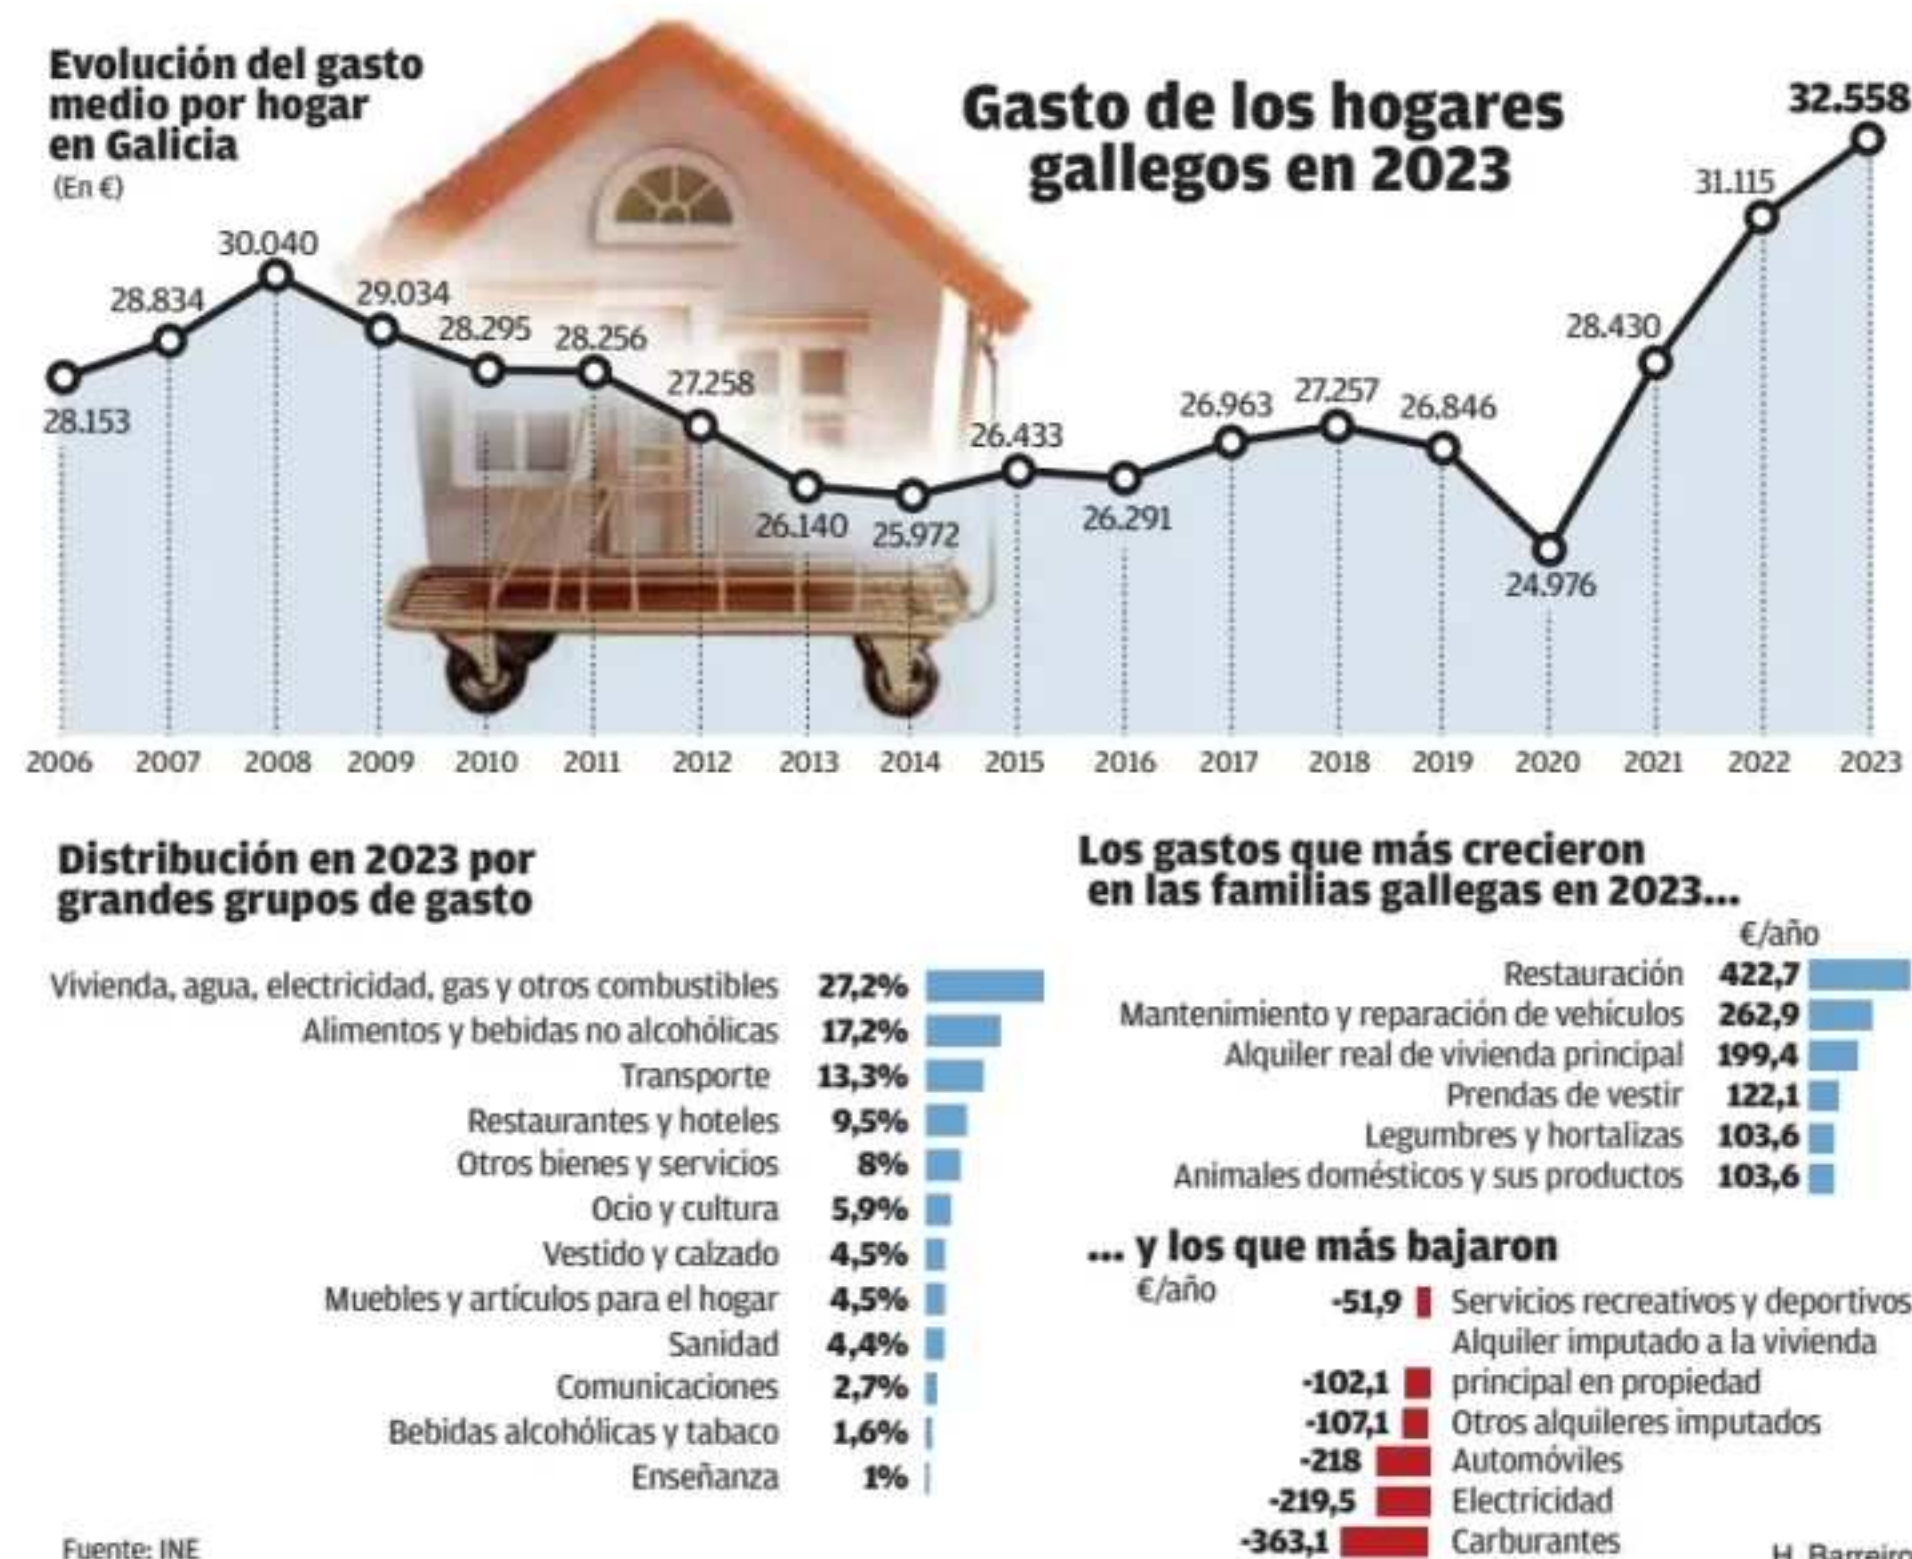 Evolución del gasto
medio por hogar
en Galicia
(En €)
Gasto de los hogares
gallegos en 2023
28.153
28.834
30.040
29.034
28.295
28.256
27.258
26.140
25.972
26.433
26.291
26.963
27.257
26.846
24.976
28.430
31.115
32.558
2006 2007 2008 2009 2010 2011 2012 2013 2014 2015 2016 2017 2018 2019 2020 2021 2022 2023
Distribución en 2023 por
grandes grupos de gasto
Vivienda, agua, electricidad, gas y otros combustibles 27,2%
Alimentos y bebidas no alcohólicas 17,2%
Transporte 13,3%
Restaurantes y hoteles 9,5%
Otros bienes y servicios 8%
Ocio y cultura 5,9%
Vestido y calzado 4,5%
Muebles y artículos para el hogar 4,5%
Sanidad 4,4%
Comunicaciones 2,7%
Bebidas alcohólicas y tabaco 1,6%
Enseñanza 1%
Fuente: INE
Los gastos que más crecieron
en las familias gallegas en 2023...
€/año
Restauración 422,7
Mantenimiento y reparación de vehículos 262,9
Alquiler real de vivienda principal 199,4
Prendas de vestir 122,1
Legumbres y hortalizas 103,6
Animales domésticos y sus productos 103,6
... y los que más bajaron
€/año
-51,9 Servicios recreativos y deportivos
Alquiler imputado a la vivienda
-102,1 principal en propiedad
-107,1 Otros alquileres imputados
-218 Automóviles
-219,5 Electricidad
-363,1 Carburantes
H. Barreiro